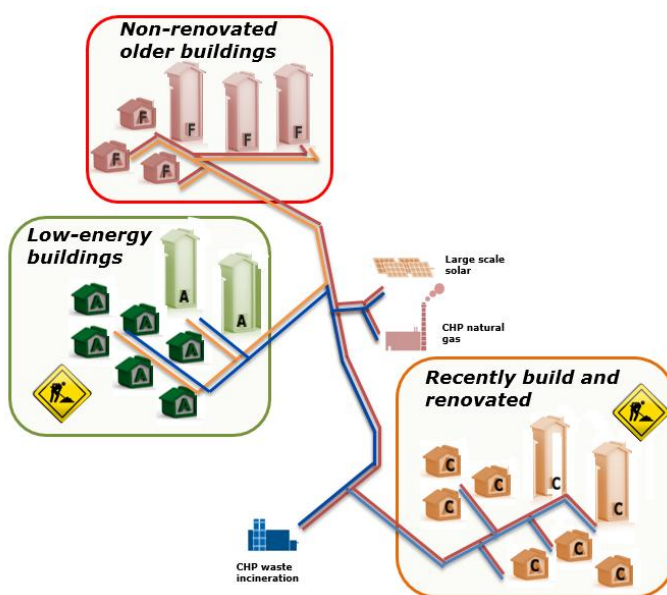 Non-renovated
older buildings
F
F
F
F
F
F
Low-energy
buildings
A
A
A
A
A
A
A
A
Large scale
solar
CHP natural
gas
Recently build and
renovated
C
C
C
C
C
C
C
C
CHP waste
incineration